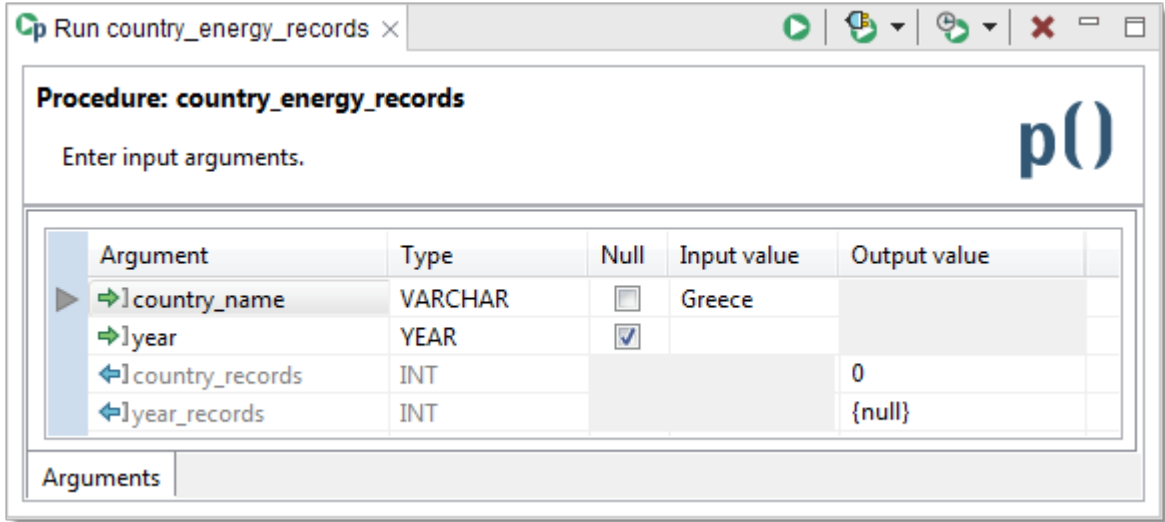 Cp Run country_energy_records
Procedure: country_energy_records
Enter input arguments.
p()
Argument Type Null Input value Output value
country_name VARCHAR Greece
year YEAR
country_records INT 0
year_records INT {null}
Arguments